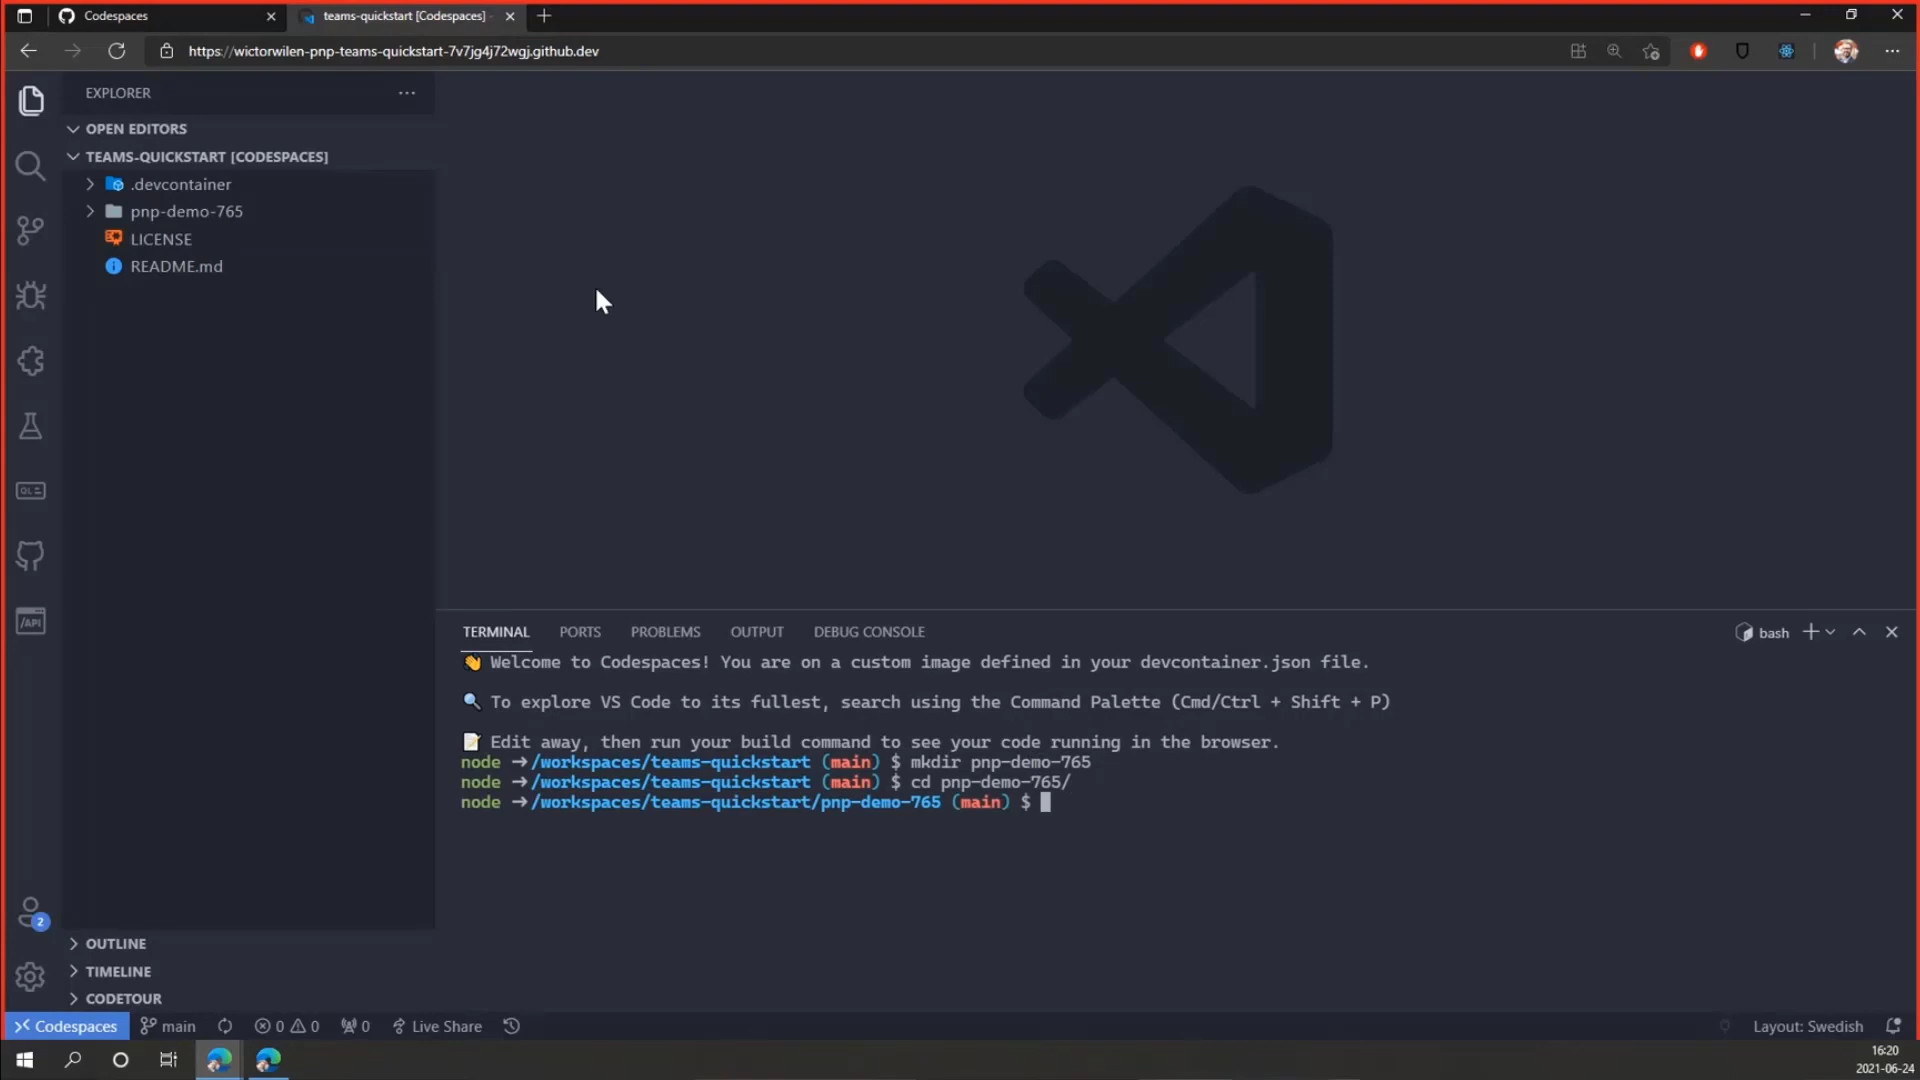 Codespaces
teams-quickstart [Codespaces] -
https://wictorwilen-pnp-teams-quickstart-7v7jg4j72wgj.github.dev
EXPLORER
OPEN EDITORS
TEAMS-QUICKSTART [CODESPACES]
.devcontainer
pnp-demo-765
LICENSE
README.md
TERMINAL PORTS PROBLEMS OUTPUT DEBUG CONSOLE bash
👋 Welcome to Codespaces! You are on a custom image defined in your devcontainer.json file.
🔍 To explore VS Code to its fullest, search using the Command Palette (Cmd/Ctrl + Shift + P)
📝 Edit away, then run your build command to see your code running in the browser.
node ➜ /workspaces/teams-quickstart (main) $ mkdir pnp-demo-765
node ➜ /workspaces/teams-quickstart (main) $ cd pnp-demo-765/
node ➜ /workspaces/teams-quickstart/pnp-demo-765 (main) $
/API
2
OUTLINE
TIMELINE
CODETOUR
Codespaces main 0 0 0 Live Share Layout: Swedish
16:20
2021-06-24